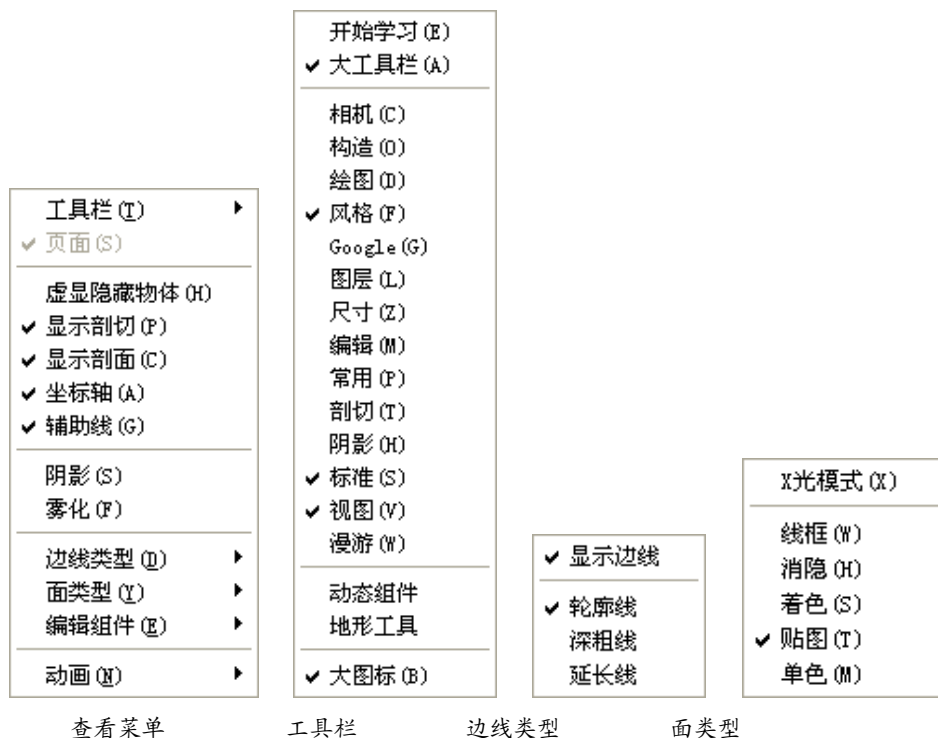 工具栏(T)
页面(S)
虚显隐藏物体(H)
显示剖切(P)
显示剖面(C)
坐标轴(A)
辅助线(G)
阴影(S)
雾化(F)
边线类型(D)
面类型(Y)
编辑组件(E)
动画(N)
开始学习(E)
大工具栏(A)
相机(C)
构造(O)
绘图(D)
风格(F)
Google(G)
图层(L)
尺寸(Z)
编辑(M)
常用(P)
剖切(T)
阴影(H)
标准(S)
视图(V)
漫游(W)
动态组件
地形工具
大图标(B)
显示边线
轮廓线
深粗线
延长线
X光模式(X)
线框(W)
消隐(H)
着色(S)
贴图(T)
单色(M)
查看菜单 工具栏 边线类型 面类型